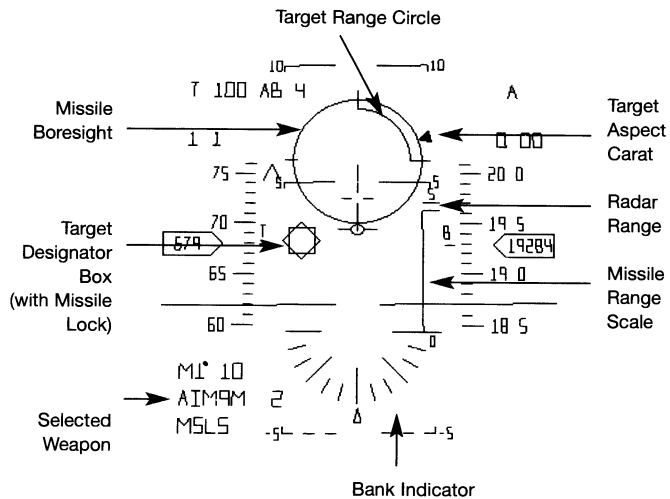 Target Range Circle
10 10
T 100 AB 4 A
Missile
Boresight
Target
Aspect
Carat
1 1 0 00
75 20 0
5 5
5
Radar
Range
70 T B 19 5
Target
Designator
Box
(with Missile
Lock)
679 19284
65 19 0
Missile
Range
Scale
60 18 5
0
M1° 10
AIM9M 2
MSLS
Selected
Weapon
-5 -5
Bank Indicator